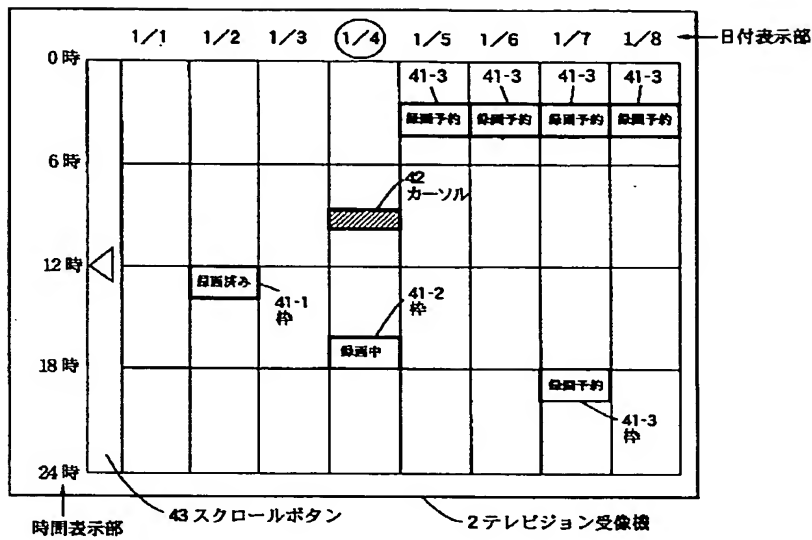 1/1 1/2 1/3 1/4 1/5 1/6 1/7 1/8 日付表示部
0時
41-3 41-3 41-3 41-3
録画予約 録画予約 録画予約 録画予約
6時
42
カーソル
12時
録画済み
41-1
枠
41-2
枠
録画中
18時
録画予約
41-3
枠
24時
43スクロールボタン
2テレビジョン受像機
時間表示部